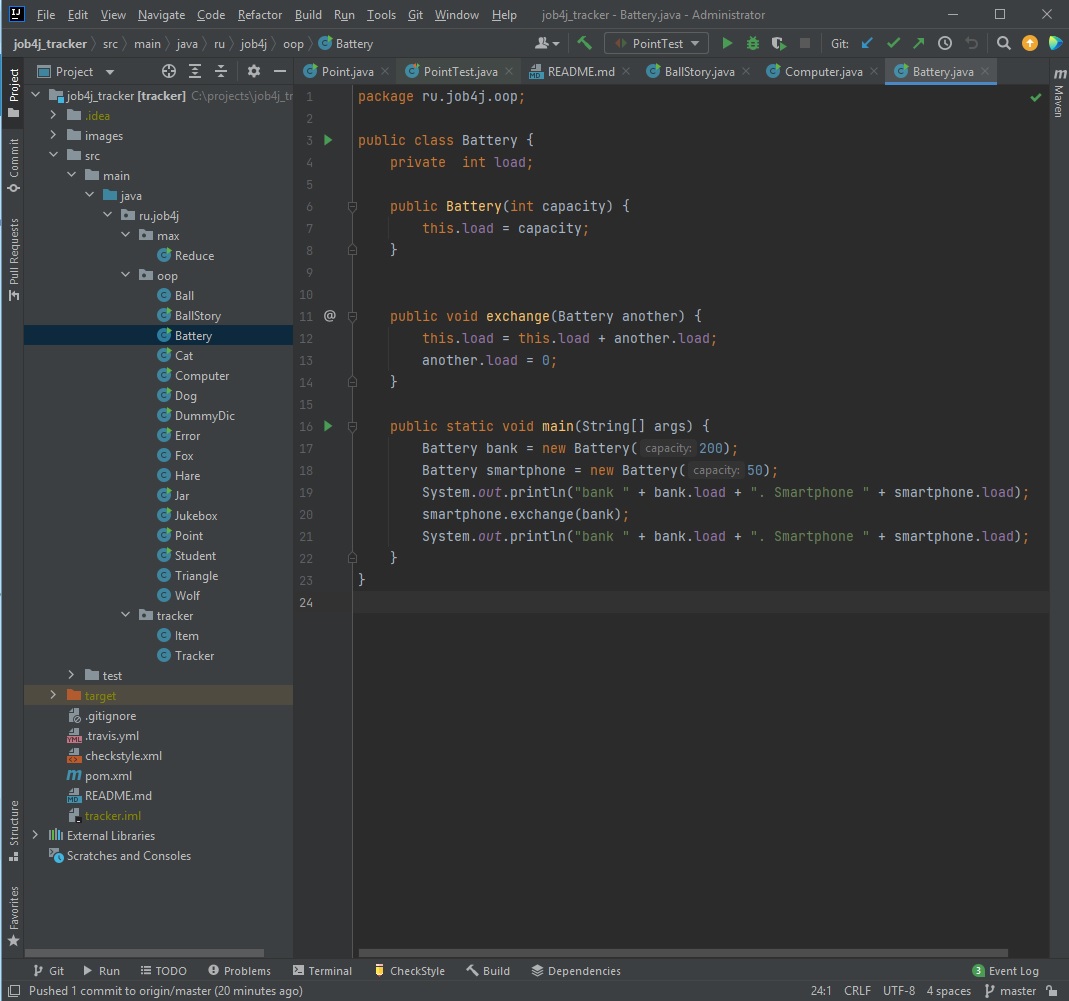 File Edit View Navigate Code Refactor Build Run Tools Git Window Help job4j_tracker - Battery.java - Administrator
job4j_tracker src main java ru job4j oop Battery PointTest Git:
Project Point.java PointTest.java README.md BallStory.java Computer.java Battery.java
Project
Commit
Pull Requests
Structure
Favorites
job4j_tracker [tracker] C:\projects\job4j_tr
.idea
images
src
main
java
ru.job4j
max
Reduce
oop
Ball
BallStory
Battery
Cat
Computer
Dog
DummyDic
Error
Fox
Hare
Jar
Jukebox
Point
Student
Triangle
Wolf
tracker
Item
Tracker
test
target
.gitignore
.travis.yml
checkstyle.xml
pom.xml
README.md
tracker.iml
External Libraries
Scratches and Consoles
1 package ru.job4j.oop;
2
3 public class Battery {
4 private  int load;
5
6 public Battery(int capacity) {
7 this.load = capacity;
8 }
9
10
11 @ public void exchange(Battery another) {
12 this.load = this.load + another.load;
13 another.load = 0;
14 }
15
16 public static void main(String[] args) {
17 Battery bank = new Battery( capacity: 200);
18 Battery smartphone = new Battery( capacity: 50);
19 System.out.println("bank " + bank.load + ". Smartphone " + smartphone.load);
20 smartphone.exchange(bank);
21 System.out.println("bank " + bank.load + ". Smartphone " + smartphone.load);
22 }
23 }
24
m Maven
Git Run TODO Problems Terminal CheckStyle Build Dependencies 3 Event Log
Pushed 1 commit to origin/master (20 minutes ago) 24:1 CRLF UTF-8 4 spaces master